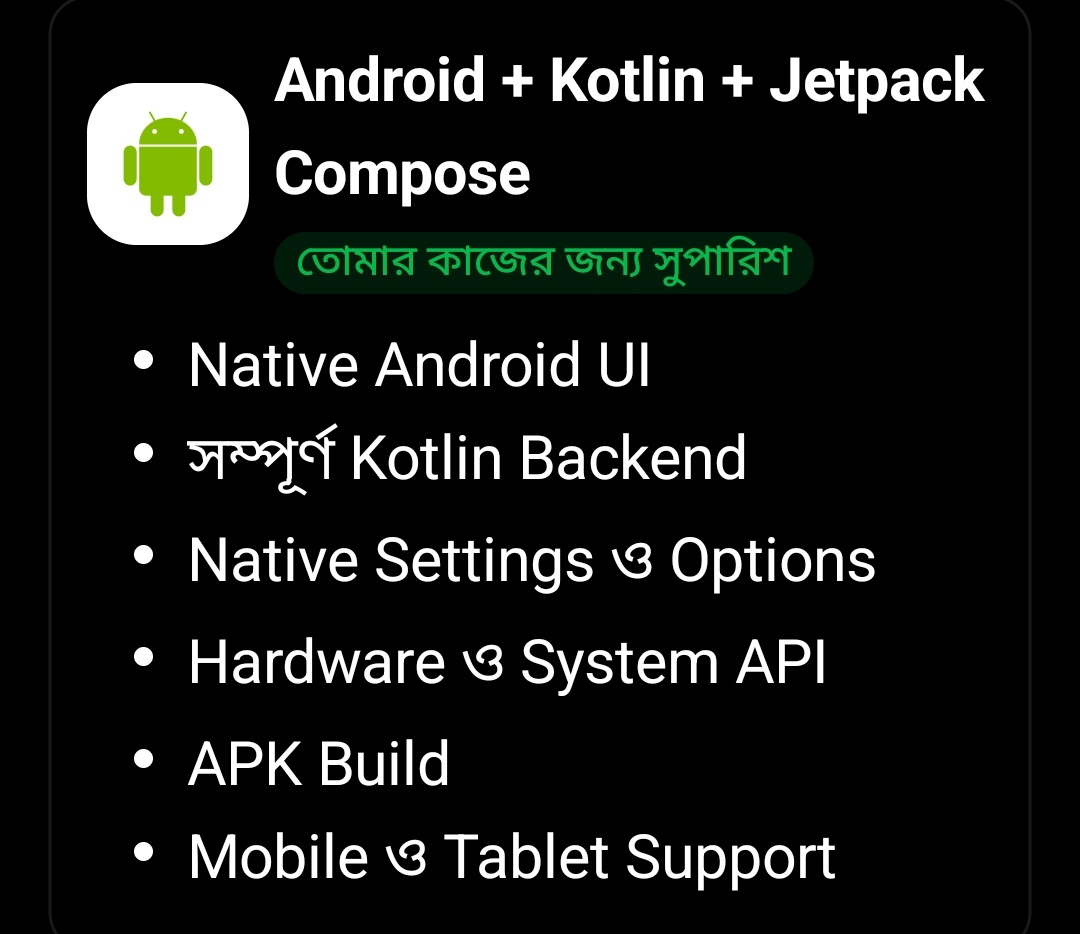 Android + Kotlin + Jetpack
Compose
তোমার কাজের জন্য সুপারিশ
• Native Android UI
• সম্পূর্ণ Kotlin Backend
• Native Settings ও Options
• Hardware ও System API
• APK Build
• Mobile ও Tablet Support